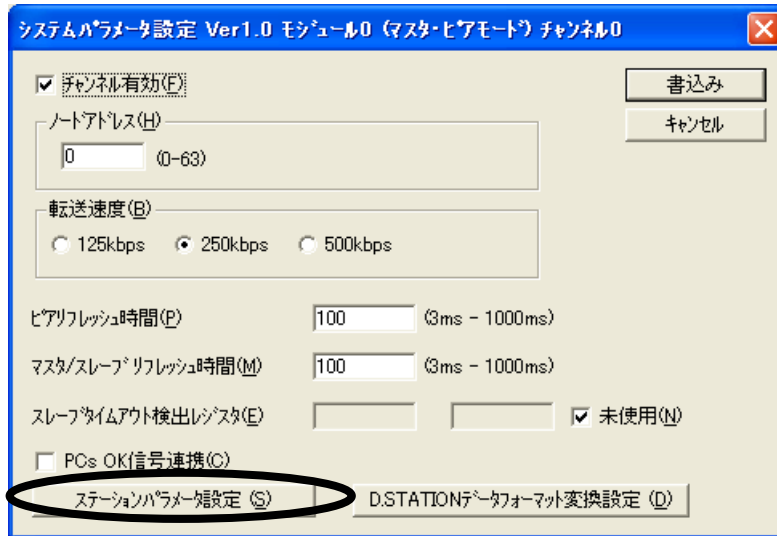 システムパラメータ設定 Ver1.0 モジュール0 (マスタ・ピアモード) チャンネル0
チャンネル有効(F)
書込み
キャンセル
ノードアドレス(H)
0 (0-63)
転送速度(B)
125kbps 250kbps 500kbps
ピアリフレッシュ時間(P) 100 (3ms - 1000ms)
マスタ/スレーブリフレッシュ時間(M) 100 (3ms - 1000ms)
スレーブタイムアウト検出レジスタ(E) 未使用(N)
PCs OK信号連携(C)
ステーションパラメータ設定 (S) D.STATIONデータフォーマット変換設定 (D)